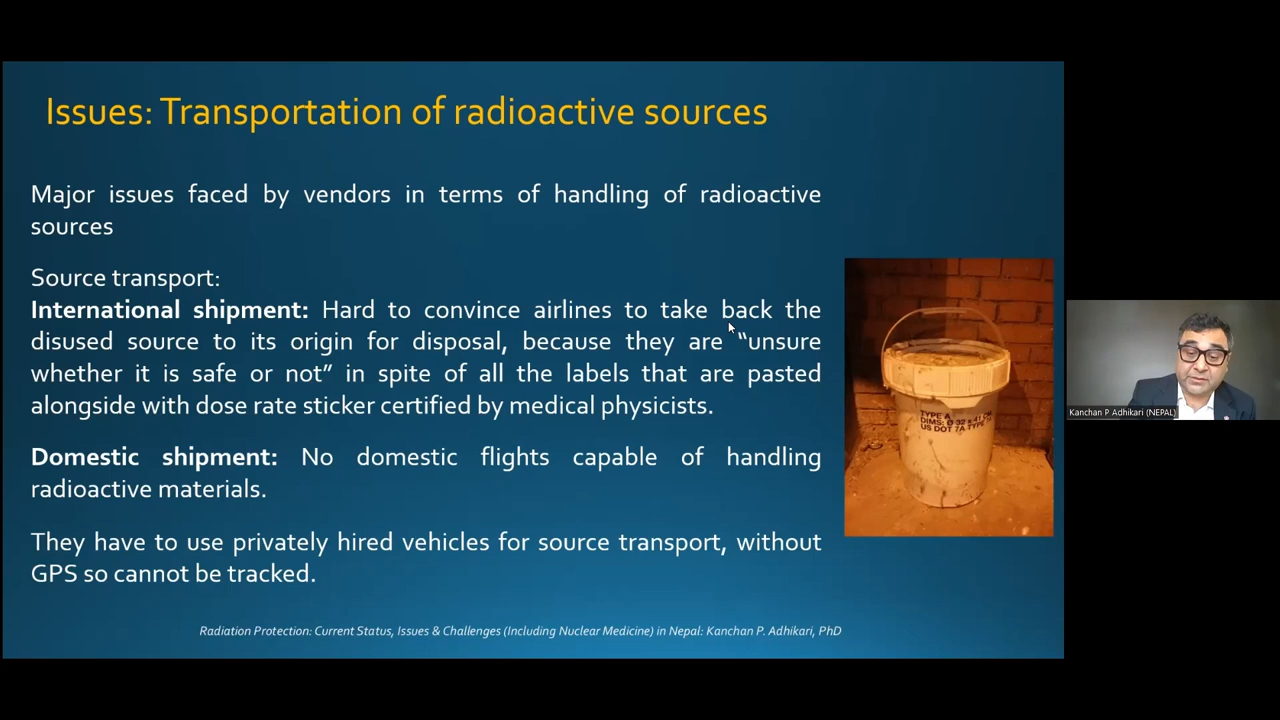 Issues: Transportation of radioactive sources
Major issues faced by vendors in terms of handling of radioactive
sources
Source transport:
International shipment: Hard to convince airlines to take back the
disused source to its origin for disposal, because they are “unsure
whether it is safe or not” in spite of all the labels that are pasted
alongside with dose rate sticker certified by medical physicists.
Domestic shipment: No domestic flights capable of handling
radioactive materials.
They have to use privately hired vehicles for source transport, without
GPS so cannot be tracked.
TYPE A
DIMS: Ø 32 x 41 CM
US DOT 7A TYPE
Kanchan P Adhikari (NEPAL)
Radiation Protection: Current Status, Issues & Challenges (Including Nuclear Medicine) in Nepal: Kanchan P. Adhikari, PhD